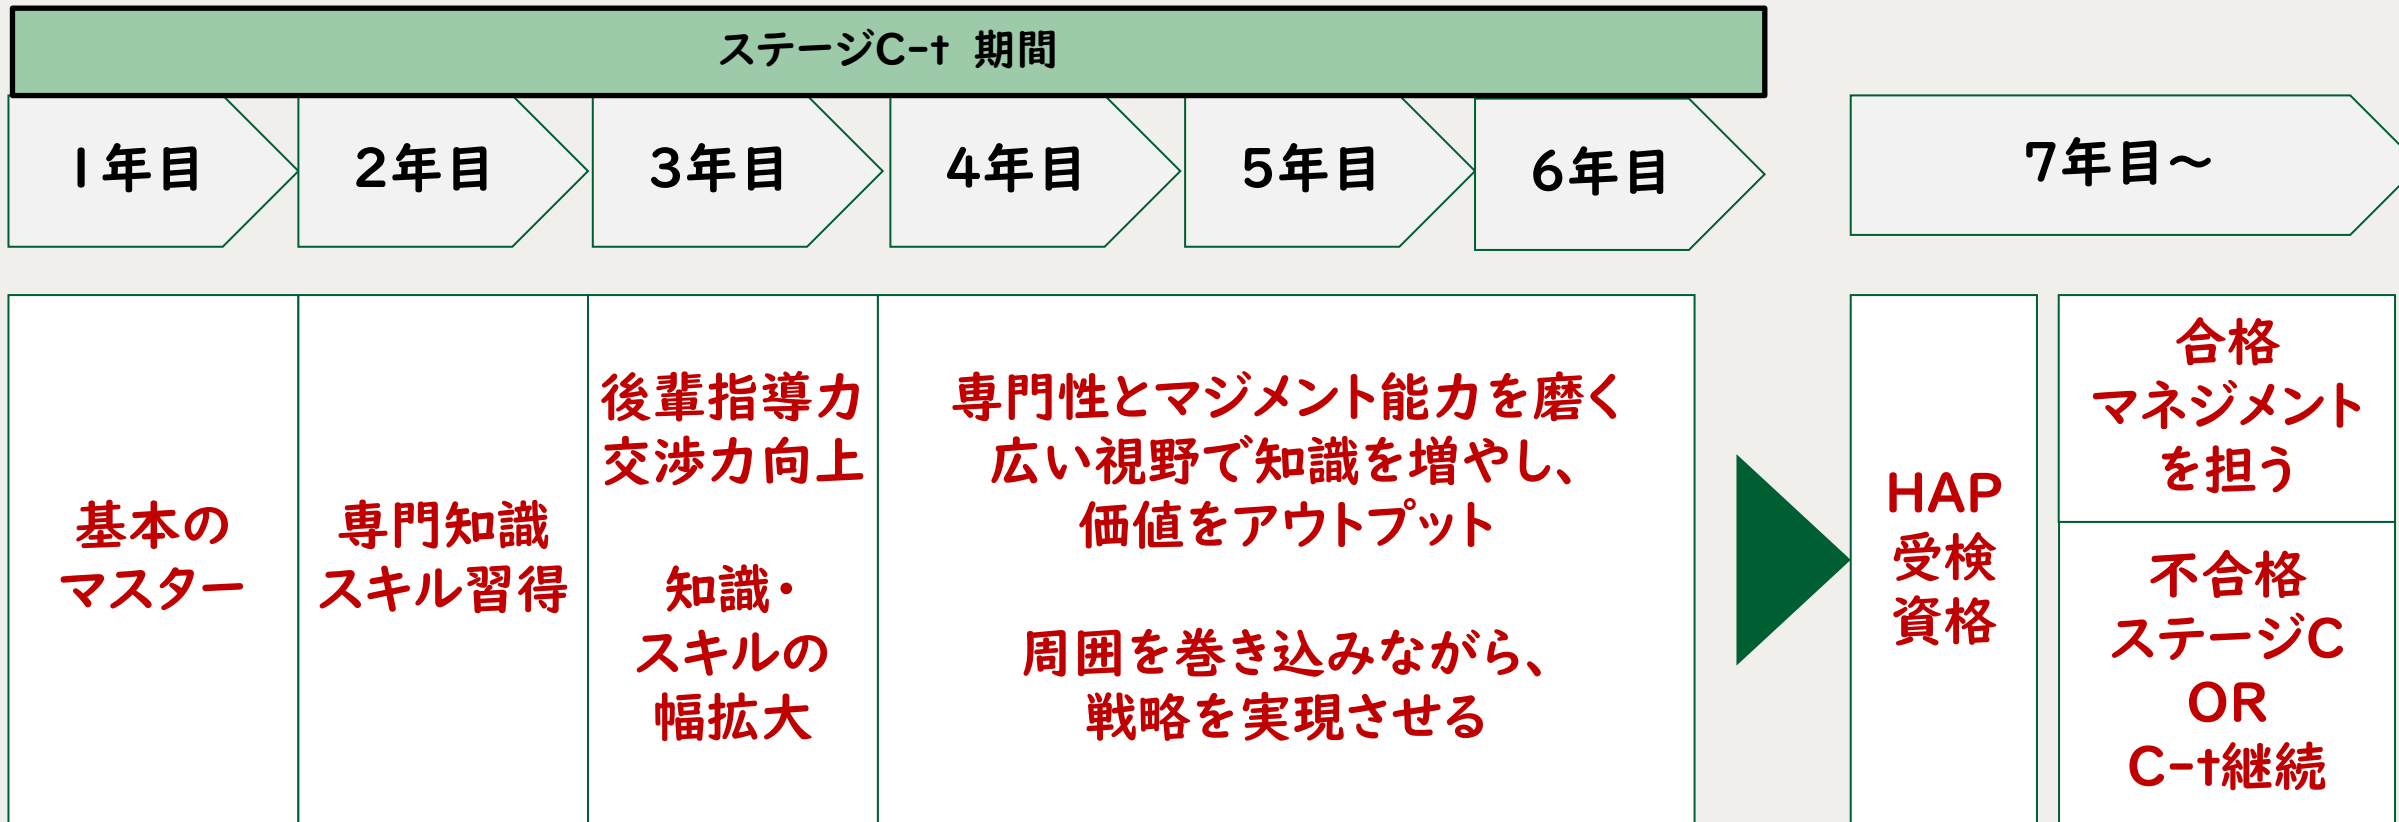 ステージC-t 期間
1年目
2年目
3年目
4年目
5年目
6年目
7年目～
基本の
マスター
専門知識
スキル習得
後輩指導力
交渉力向上
知識・
スキルの
幅拡大
専門性とマジメント能力を磨く
広い視野で知識を増やし、
価値をアウトプット
周囲を巻き込みながら、
戦略を実現させる
HAP
受検
資格
合格
マネジメント
を担う
不合格
ステージC
OR
C-t継続